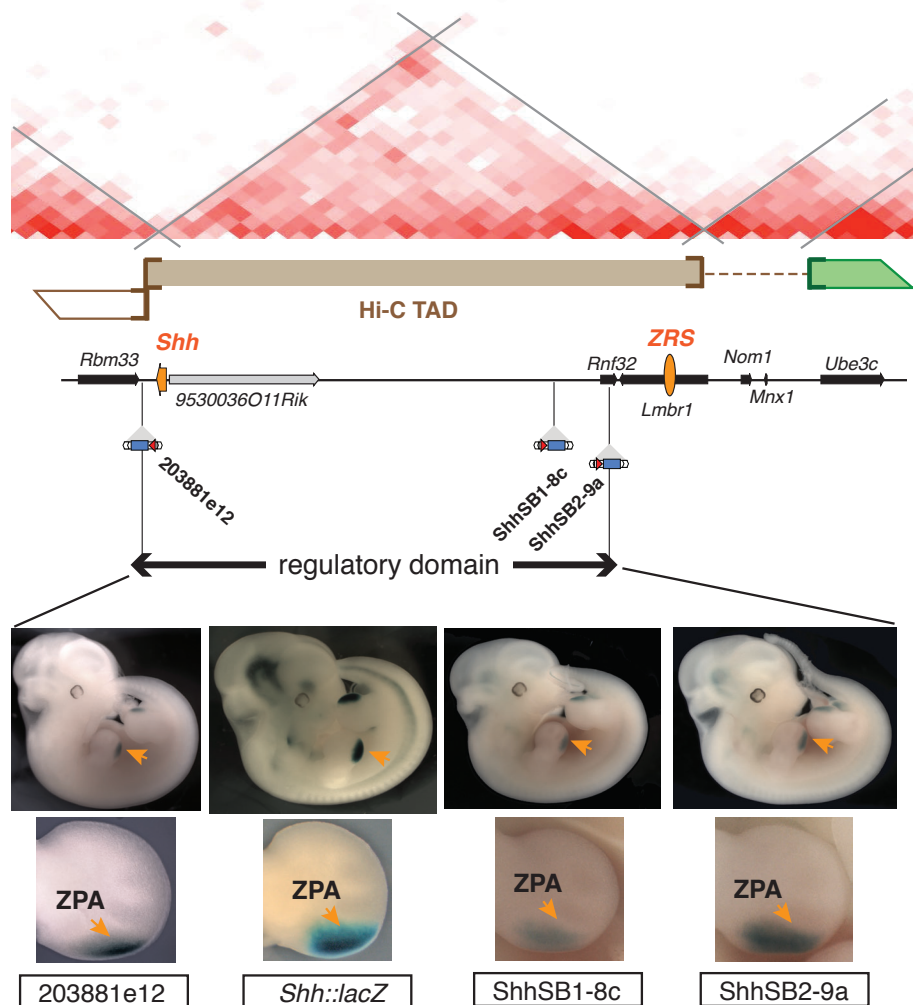 Hi-C TAD
Shh
ZRS
Rbm33
Rnf32
Nom1
Ube3c
9530036O11Rik
Lmbr1
Mnx1
203881e12
ShhSB1-8c
ShhSB2-9a
regulatory domain
ZPA
ZPA
ZPA
ZPA
203881e12
Shh::lacZ
ShhSB1-8c
ShhSB2-9a